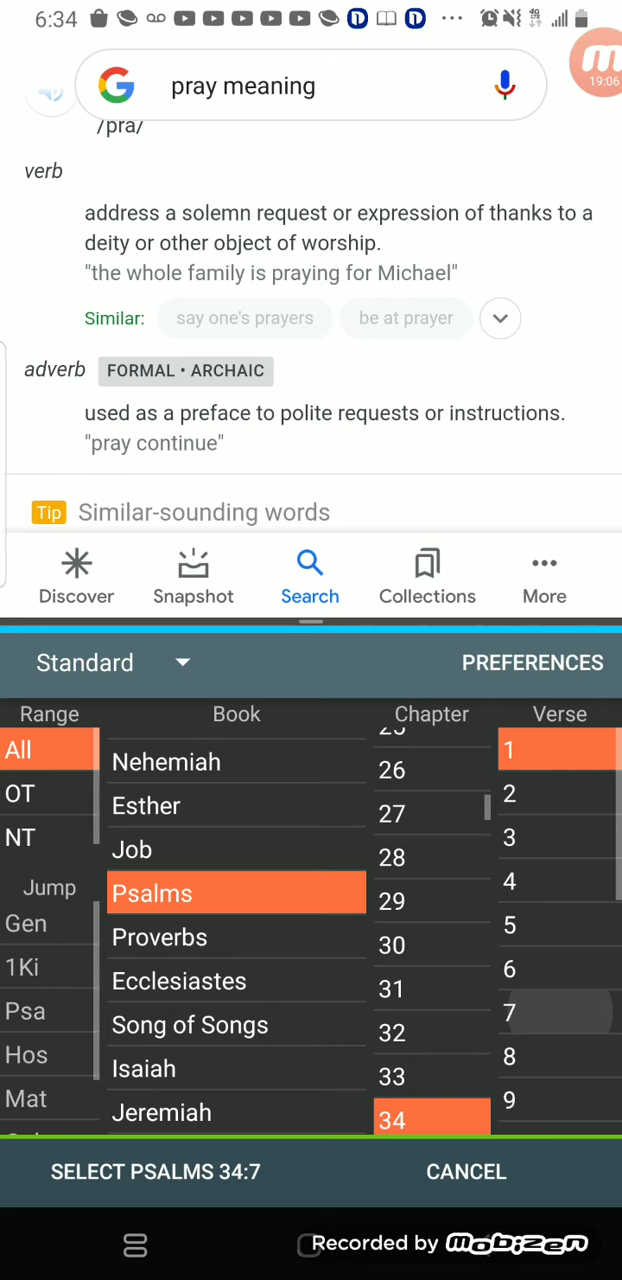 6:34
19:06
pray meaning
/prā/
verb
address a solemn request or expression of thanks to a
deity or other object of worship.
"the whole family is praying for Michael"
Similar: say one's prayers be at prayer
adverb FORMAL • ARCHAIC
used as a preface to polite requests or instructions.
"pray continue"
Tip Similar-sounding words
Discover Snapshot Search Collections More
Standard PREFERENCES
Range Book Chapter Verse
All
OT
NT
Jump
Gen
1Ki
Psa
Hos
Mat
Nehemiah
Esther
Job
Psalms
Proverbs
Ecclesiastes
Song of Songs
Isaiah
Jeremiah
25
26
27
28
29
30
31
32
33
34
1
2
3
4
5
6
7
8
9
SELECT PSALMS 34:7 CANCEL
Recorded by mobizen